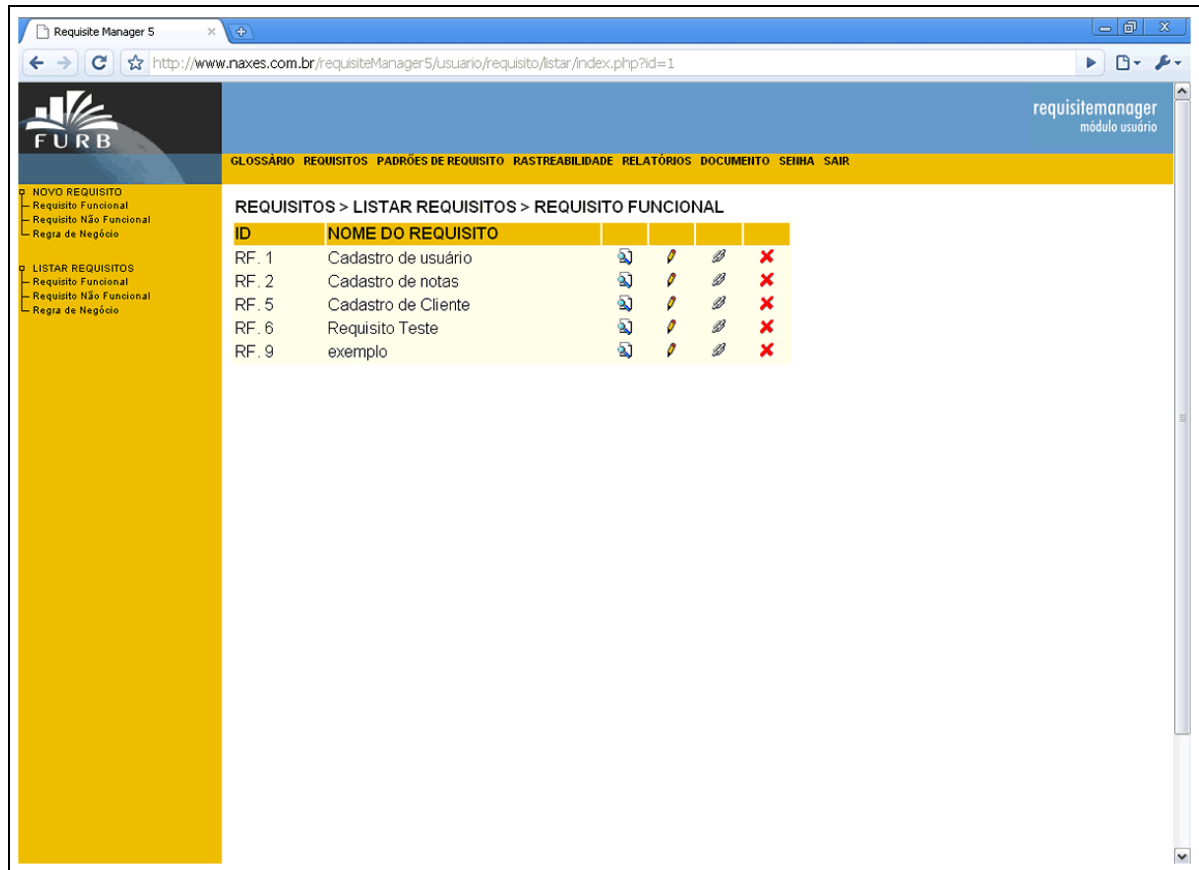 Requisite Manager 5
http://www.naxes.com.br/requisiteManager5/usuario/requisito/listar/index.php?id=1
FURB
requisitemanager
módulo usuário
GLOSSÁRIO REQUISITOS PADRÕES DE REQUISITO RASTREABILIDADE RELATÓRIOS DOCUMENTO SENHA SAIR
NOVO REQUISITO
Requisito Funcional
Requisito Não Funcional
Regra de Negócio
LISTAR REQUISITOS
Requisito Funcional
Requisito Não Funcional
Regra de Negócio
REQUISITOS > LISTAR REQUISITOS > REQUISITO FUNCIONAL
ID NOME DO REQUISITO
RF. 1 Cadastro de usuário
RF. 2 Cadastro de notas
RF. 5 Cadastro de Cliente
RF. 6 Requisito Teste
RF. 9 exemplo